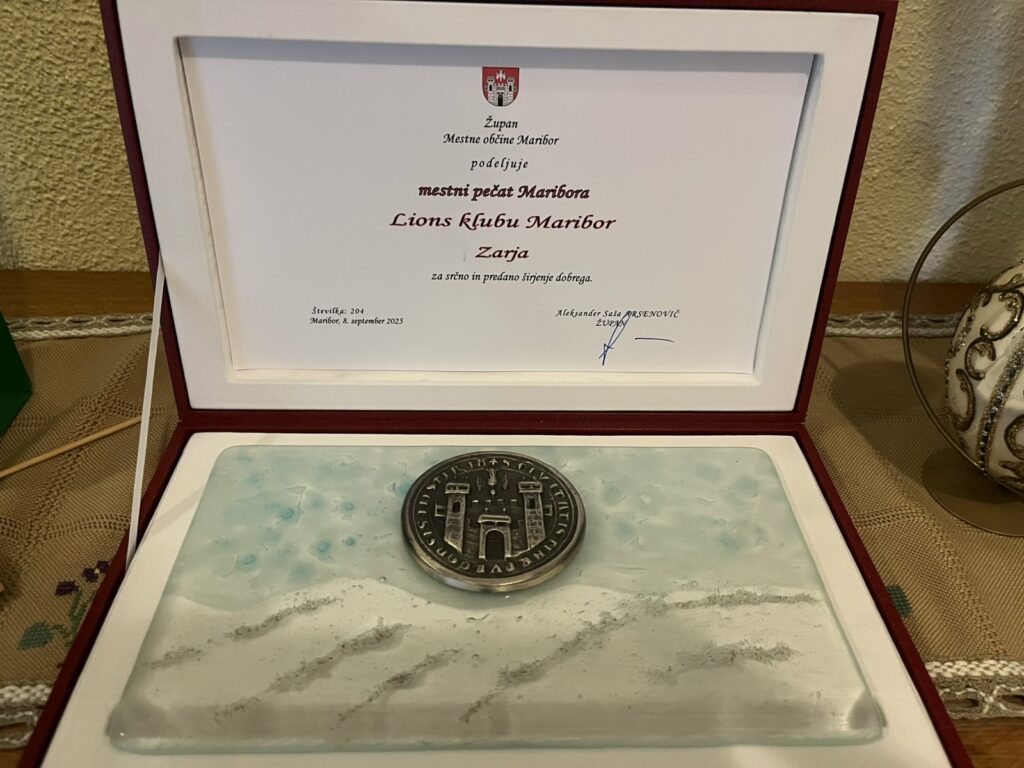 Župan
Mestne občine Maribor
podeljuje
mestni pečat Maribora
Lions klubu Maribor
Zarja
za srčno in predano širjenje dobrega.
Številka: 204
Maribor, 8. september 2025
Aleksander Saša ARSENOVIČ
ŽUPAN